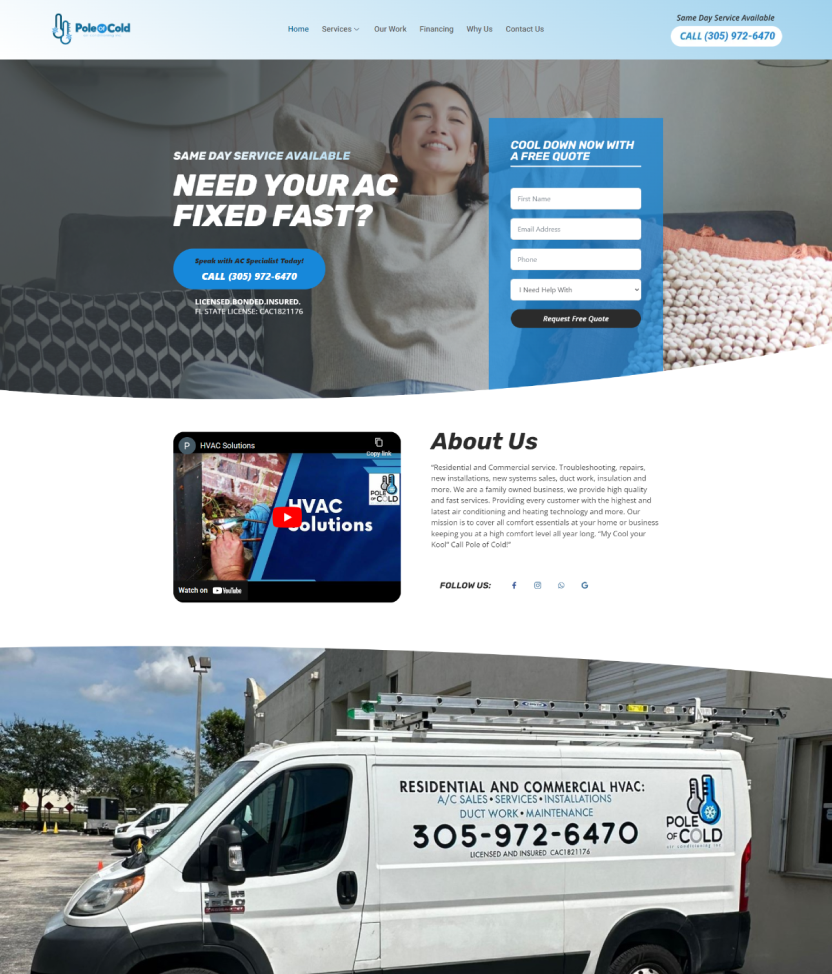 Pole of Cold
Home
Services
Our Work
Financing
Why Us
Contact Us
Same Day Service Available
CALL (305) 972-6470
SAME DAY SERVICE AVAILABLE
NEED YOUR AC
FIXED FAST?
Speak with AC Specialist Today!
CALL (305) 972-6470
LICENSED.BONDED.INSURED.
FL STATE LICENSE: CAC1821176
COOL DOWN NOW WITH
A FREE QUOTE
First Name
Email Address
Phone
I Need Help With
Request Free Quote
P
HVAC Solutions
Copy link
POLE
OF COLD
HVAC
Solutions
Watch on YouTube
About Us
"Residential and Commercial service. Troubleshooting, repairs,
new installations, new systems sales, duct work, insulation and
more. We are a family owned business, we provide high quality
and fast services. Providing every customer with the highest and
latest air conditioning and heating technology and more. Our
mission is to cover all comfort essentials at your home or business
keeping you at a high comfort level all year long. "My Cool your
Kool" Call Pole of Cold!"
FOLLOW US:
RESIDENTIAL AND COMMERCIAL HVAC:
A/C SALES • SERVICES • INSTALLATIONS
DUCT WORK • MAINTENANCE
305-972-6470
LICENSED AND INSURED CAC1821176
POLE
OF COLD
air conditioning inc